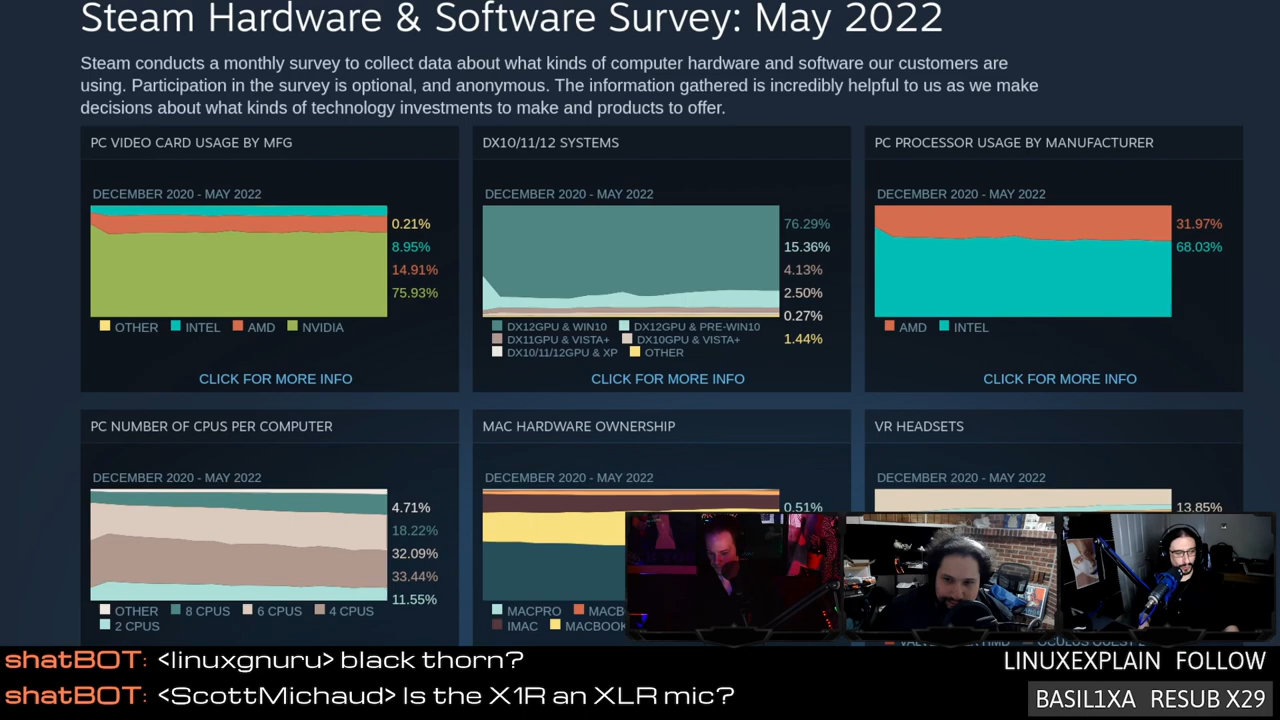 Steam Hardware & Software Survey: May 2022
Steam conducts a monthly survey to collect data about what kinds of computer hardware and software our customers are
using. Participation in the survey is optional, and anonymous. The information gathered is incredibly helpful to us as we make
decisions about what kinds of technology investments to make and products to offer.
PC VIDEO CARD USAGE BY MFG
DECEMBER 2020 - MAY 2022
0.21%
8.95%
14.91%
75.93%
OTHER INTEL AMD NVIDIA
CLICK FOR MORE INFO
DX10/11/12 SYSTEMS
DECEMBER 2020 - MAY 2022
76.29%
15.36%
4.13%
2.50%
0.27%
1.44%
DX12GPU & WIN10 DX12GPU & PRE-WIN10
DX11GPU & VISTA+ DX10GPU & VISTA+
DX10/11/12GPU & XP OTHER
CLICK FOR MORE INFO
PC PROCESSOR USAGE BY MANUFACTURER
DECEMBER 2020 - MAY 2022
31.97%
68.03%
AMD INTEL
CLICK FOR MORE INFO
PC NUMBER OF CPUS PER COMPUTER
DECEMBER 2020 - MAY 2022
4.71%
18.22%
32.09%
33.44%
11.55%
OTHER 8 CPUS 6 CPUS 4 CPUS
2 CPUS
MAC HARDWARE OWNERSHIP
DECEMBER 2020 - MAY 2022
0.51%
MACPRO MACB
IMAC MACBOOK
VR HEADSETS
DECEMBER 2020 - MAY 2022
13.85%
shatBOT: <linuxgnuru> black thorn?
shatBOT: <ScottMichaud> Is the X1R an XLR mic?
LINUXEXPLAIN FOLLOW
BASIL1XA RESUB X29